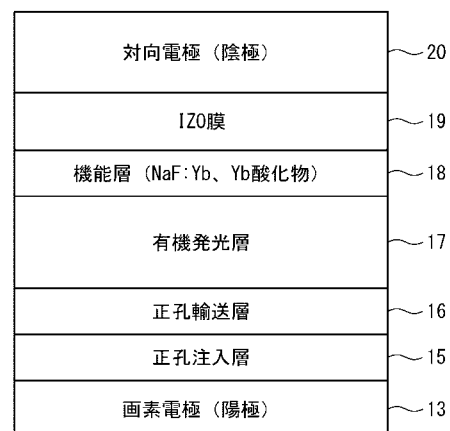 対向電極（陰極） 20
IZO膜 19
機能層（NaF:Yb、Yb酸化物） 18
有機発光層 17
正孔輸送層 16
正孔注入層 15
画素電極（陽極） 13